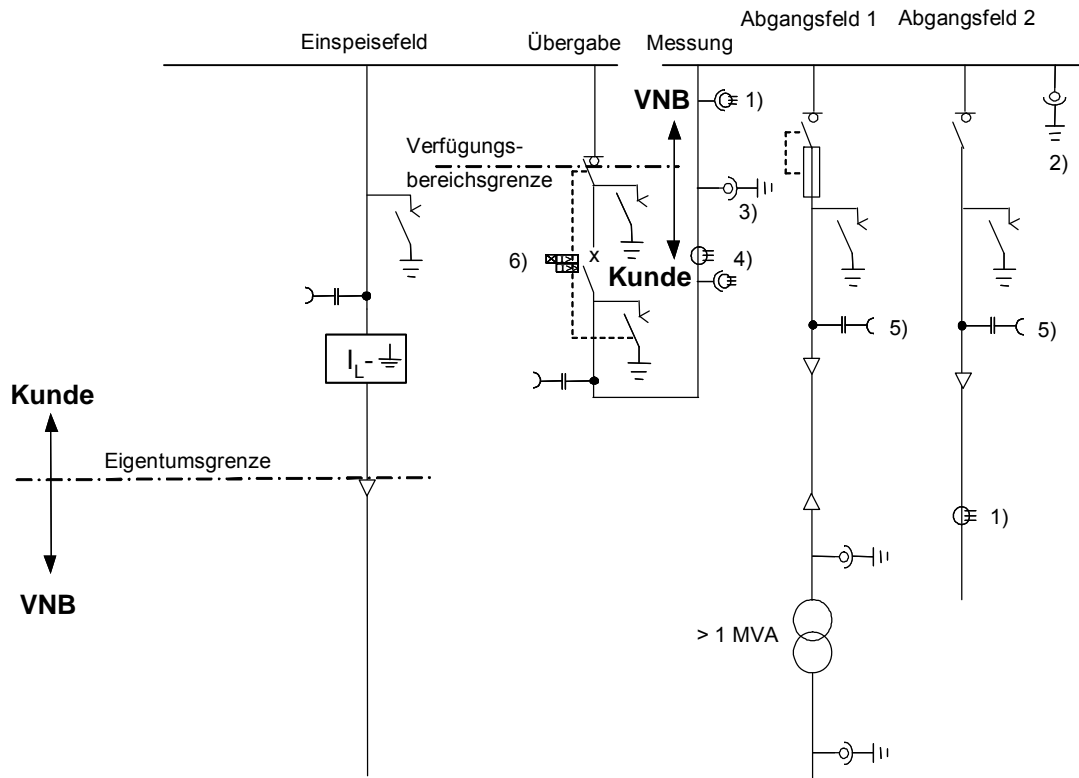 Einspeisefeld
Übergabe
Messung
Abgangsfeld 1
Abgangsfeld 2
VNB
1)
Verfügungs-
bereichsgrenze
2)
3)
6)
x
4)
Kunde
5)
5)
I_L-
Kunde
Eigentumsgrenze
1)
VNB
> 1 MVA